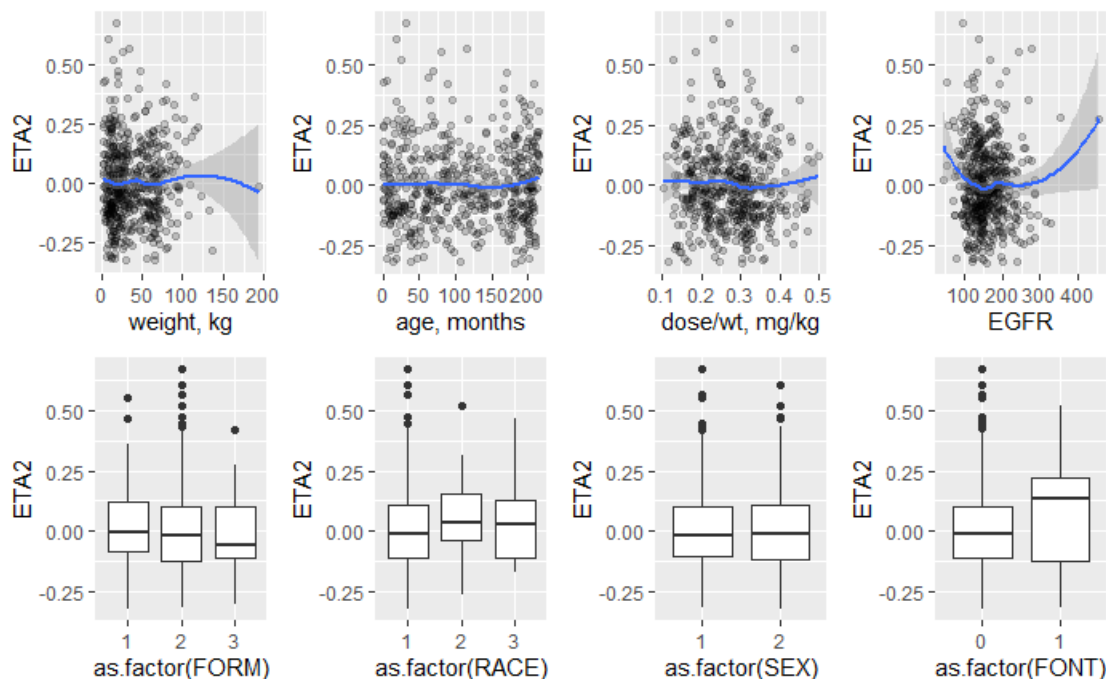 ETA2
0.50
0.25
0.00
-0.25
0 50 100 150 200
weight, kg
ETA2
0.50
0.25
0.00
-0.25
0 50 100 150 200
age, months
ETA2
0.50
0.25
0.00
-0.25
0.1 0.2 0.3 0.4 0.5
dose/wt, mg/kg
ETA2
0.50
0.25
0.00
-0.25
100 200 300 400
EGFR
ETA2
0.50
0.25
0.00
-0.25
1 2 3
as.factor(FORM)
ETA2
0.50
0.25
0.00
-0.25
1 2 3
as.factor(RACE)
ETA2
0.50
0.25
0.00
-0.25
1 2
as.factor(SEX)
ETA2
0.50
0.25
0.00
-0.25
0 1
as.factor(FONT)